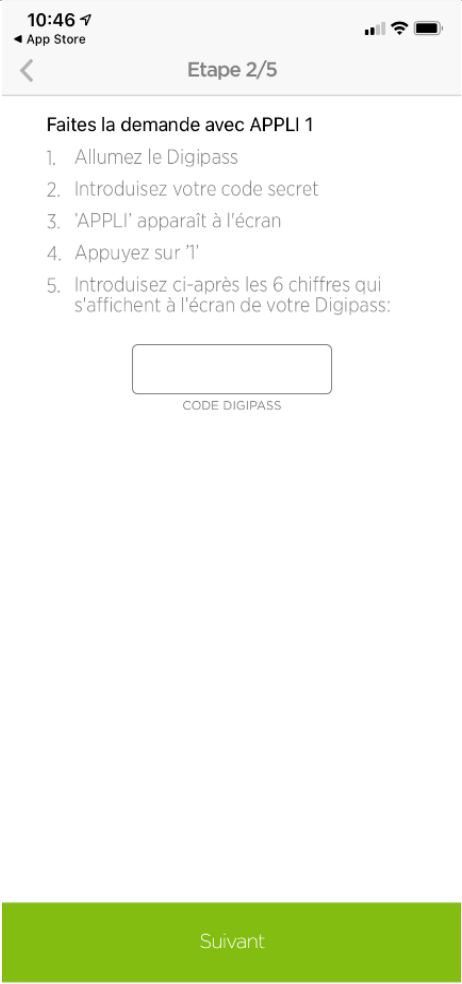 10:46
◀ App Store
Etape 2/5
Faites la demande avec APPLI 1
1. Allumez le Digipass
2. Introduisez votre code secret
3. 'APPLI' apparaît à l'écran
4. Appuyez sur '1'
5. Introduisez ci-après les 6 chiffres qui
s'affichent à l'écran de votre Digipass:
CODE DIGIPASS
Suivant